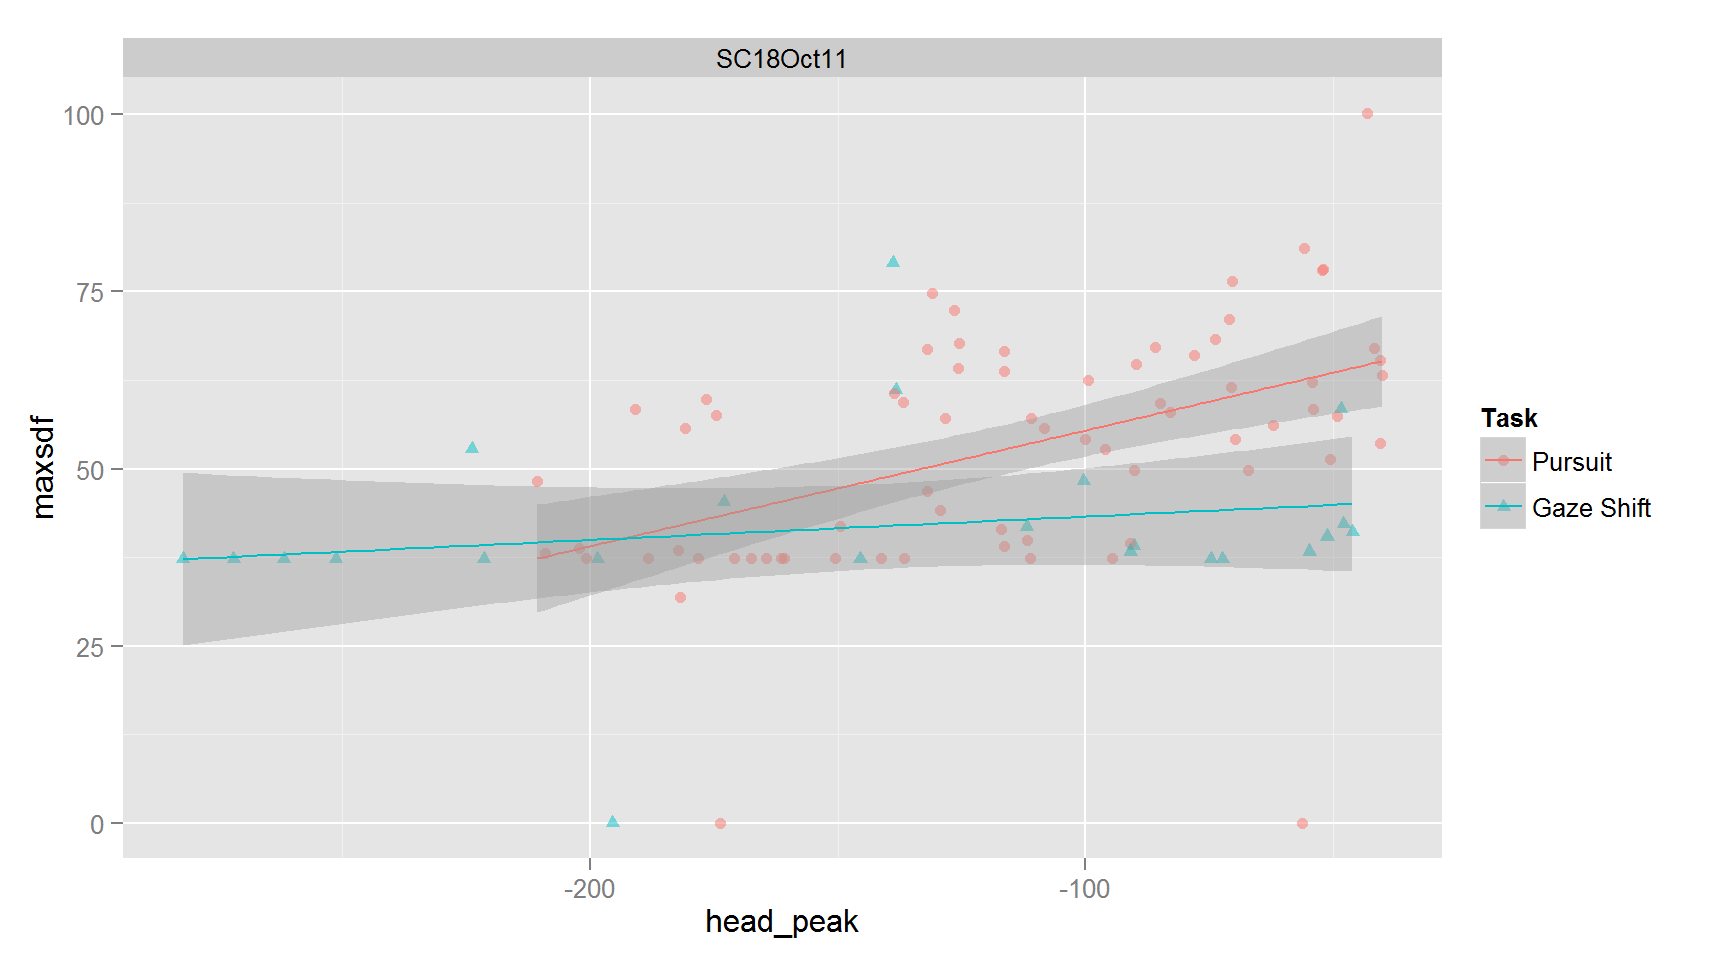 SC18Oct11
100
75
50
25
0
maxsdf
-200
-100
head_peak
Task
Pursuit
Gaze Shift